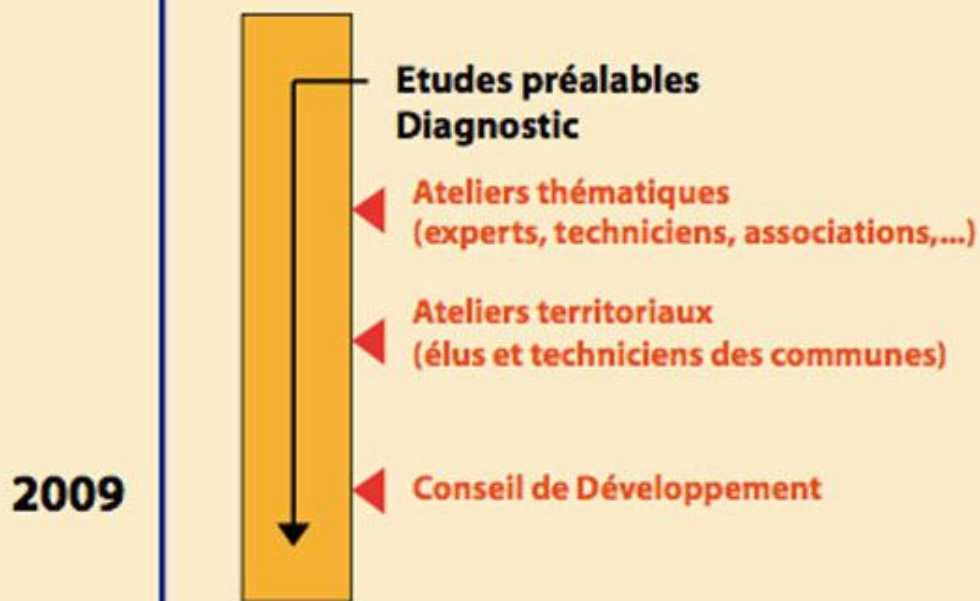 Etudes préalables
Diagnostic
Ateliers thématiques
(experts, techniciens, associations,...)
Ateliers territoriaux
(élus et techniciens des communes)
2009
Conseil de Développement